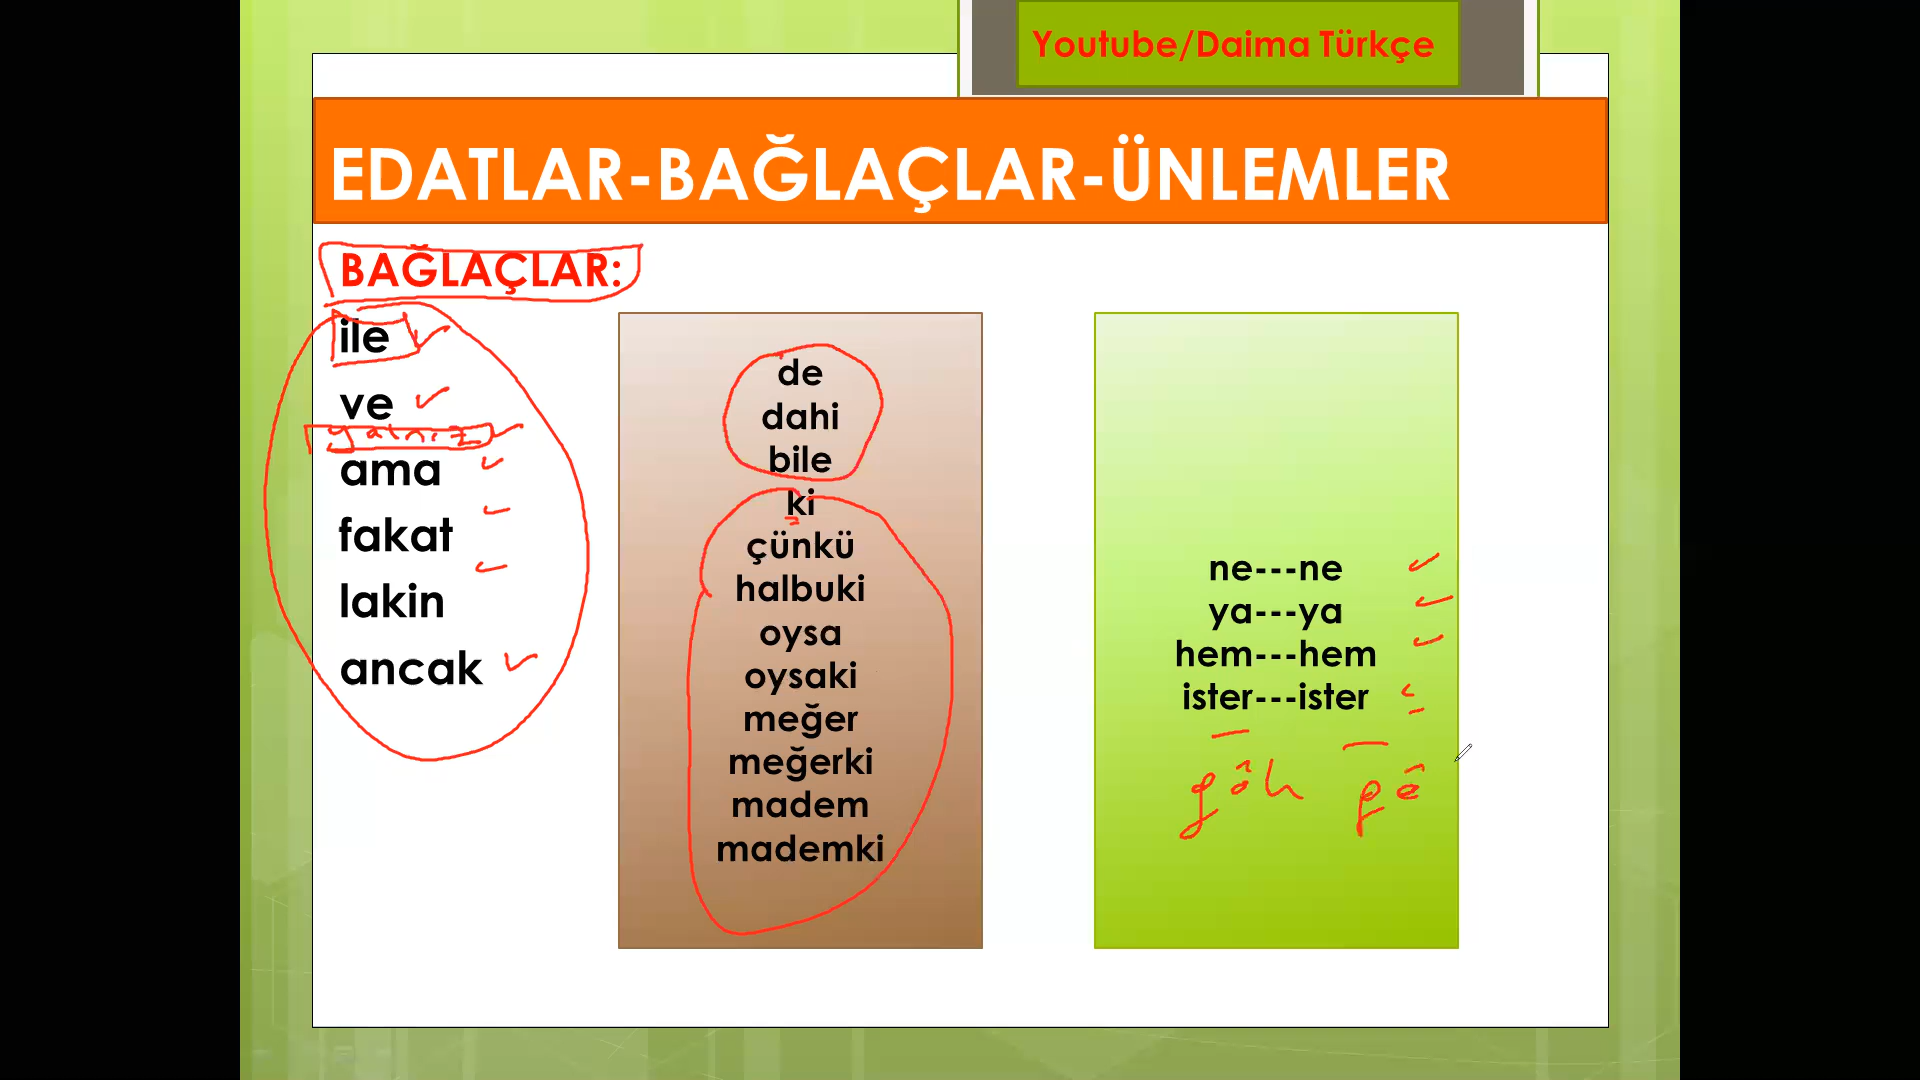 Youtube/Daima Türkçe
EDATLAR-BAĞLAÇLAR-ÜNLEMLER
BAĞLAÇLAR:
ile
ve
yalnız
ama
fakat
lakin
ancak
de
dahi
bile
ki
çünkü
halbuki
oysa
oysaki
meğer
meğerki
madem
mademki
ne---ne
ya---ya
hem---hem
ister---ister
gâh